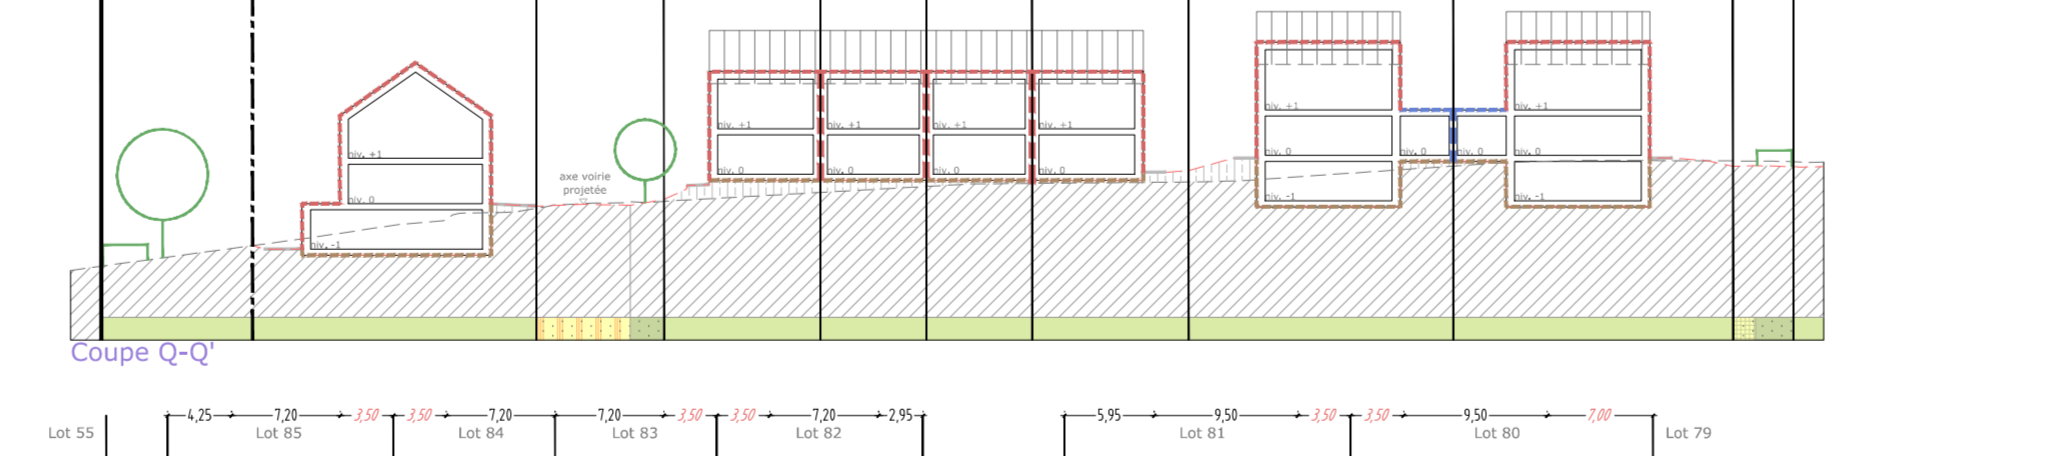 niv. +1
niv. 0
niv. -1
axe voirie
projetée
niv. +1
niv. +1
niv. +1
niv. +1
niv. 0
niv. 0
niv. 0
niv. 0
niv. +1
niv. +1
niv. 0
niv. 0
niv. 0
niv. 0
niv. -1
niv. -1
Coupe Q-Q'
4,25 7,20 3,50 3,50 7,20 7,20 3,50 3,50 7,20 2,95 5,95 9,50 3,50 3,50 9,50 7,00
Lot 55 Lot 85 Lot 84 Lot 83 Lot 82 Lot 81 Lot 80 Lot 79